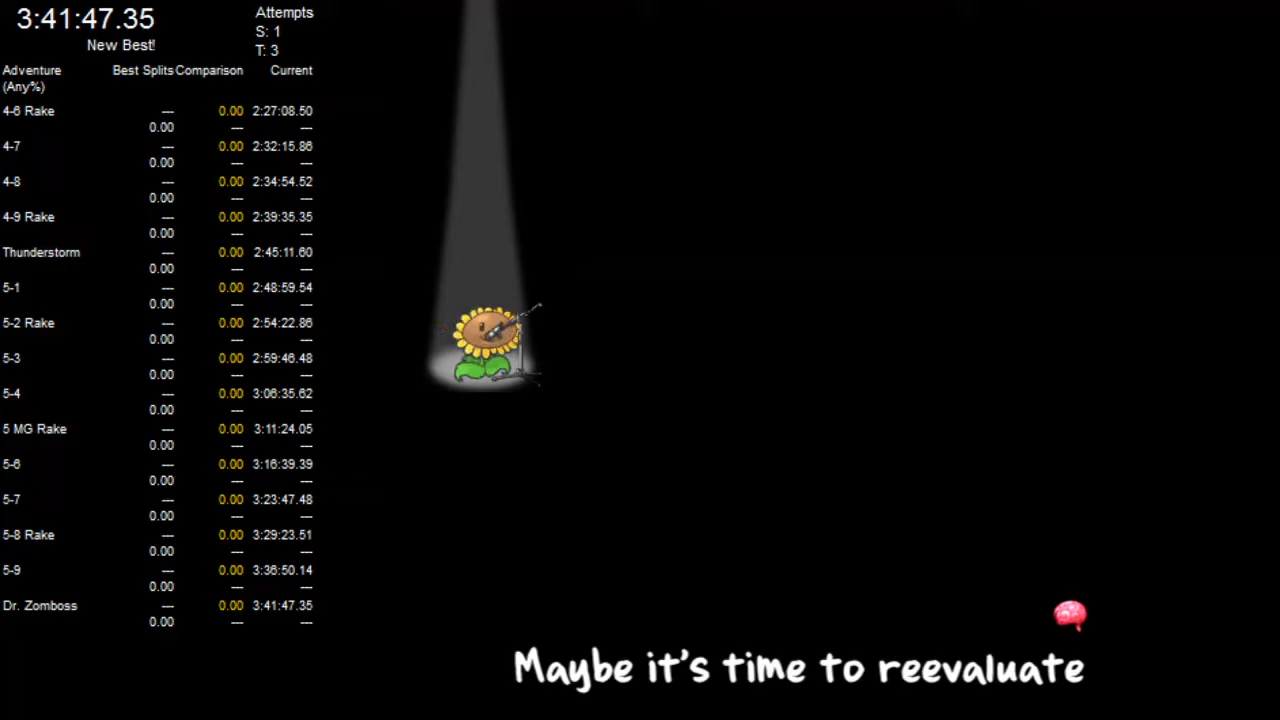 3:41:47.35
New Best!
Attempts
S: 1
T: 3
Adventure (Any%) Best Splits Comparison Current
4-6 Rake --- 0.00 2:27:08.50
0.00 --- ---
4-7 --- 0.00 2:32:15.86
0.00 --- ---
4-8 --- 0.00 2:34:54.52
0.00 --- ---
4-9 Rake --- 0.00 2:39:35.35
0.00 --- ---
Thunderstorm --- 0.00 2:45:11.60
0.00 --- ---
5-1 --- 0.00 2:48:59.54
0.00 --- ---
5-2 Rake --- 0.00 2:54:22.86
0.00 --- ---
5-3 --- 0.00 2:59:46.48
0.00 --- ---
5-4 --- 0.00 3:06:35.62
0.00 --- ---
5 MG Rake --- 0.00 3:11:24.05
0.00 --- ---
5-6 --- 0.00 3:16:39.39
0.00 --- ---
5-7 --- 0.00 3:23:47.48
0.00 --- ---
5-8 Rake --- 0.00 3:29:23.51
0.00 --- ---
5-9 --- 0.00 3:36:50.14
0.00 --- ---
Dr. Zomboss --- 0.00 3:41:47.35
0.00 --- ---
Maybe it's time to reevaluate